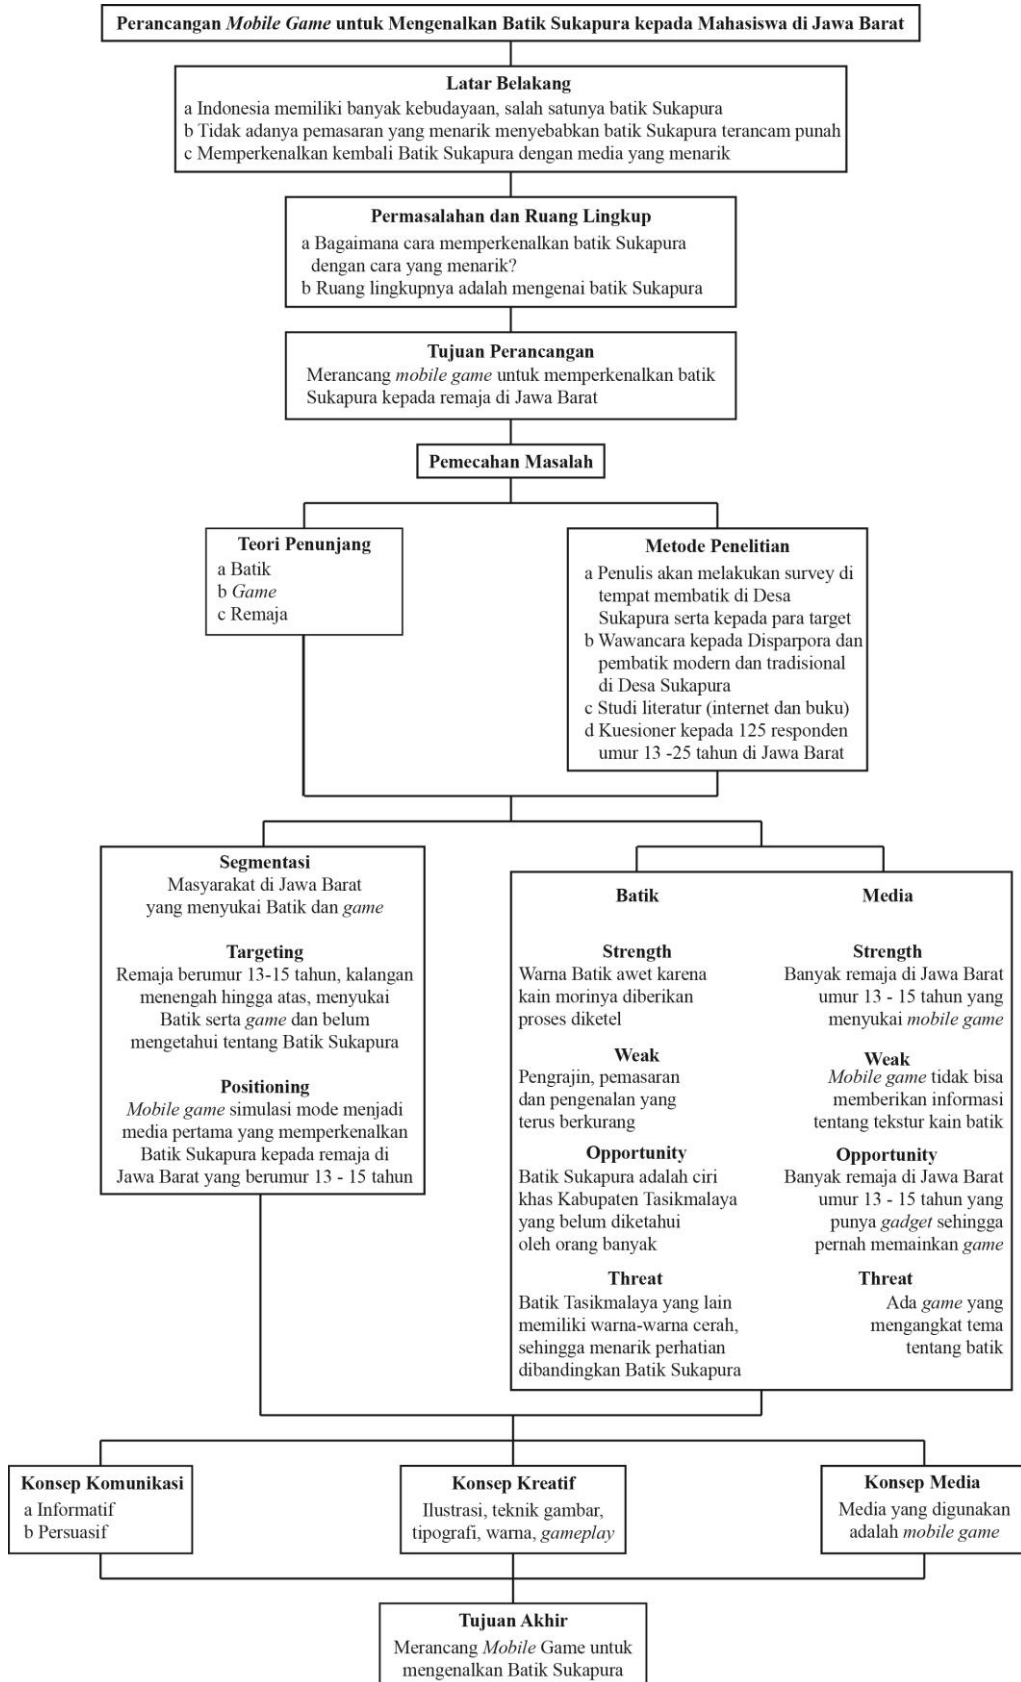 Perancangan Mobile Game untuk Mengenalkan Batik Sukapura kepada Mahasiswa di Jawa Barat
Latar Belakang
a Indonesia memiliki banyak kebudayaan, salah satunya batik Sukapura
b Tidak adanya pemasaran yang menarik menyebabkan batik Sukapura terancam punah
c Memperkenalkan kembali Batik Sukapura dengan media yang menarik
Permasalahan dan Ruang Lingkup
a Bagaimana cara memperkenalkan batik Sukapura
dengan cara yang menarik?
b Ruang lingkupnya adalah mengenai batik Sukapura
Tujuan Perancangan
Merancang mobile game untuk memperkenalkan batik
Sukapura kepada remaja di Jawa Barat
Pemecahan Masalah
Teori Penunjang
a Batik
b Game
c Remaja
Metode Penelitian
a Penulis akan melakukan survey di
tempat membatik di Desa
Sukapura serta kepada para target
b Wawancara kepada Disparpora dan
pembatik modern dan tradisional
di Desa Sukapura
c Studi literatur (internet dan buku)
d Kuesioner kepada 125 responden
umur 13 -25 tahun di Jawa Barat
Segmentasi
Masyarakat di Jawa Barat
yang menyukai Batik dan game
Targeting
Remaja berumur 13-15 tahun, kalangan
menengah hingga atas, menyukai
Batik serta game dan belum
mengetahui tentang Batik Sukapura
Positioning
Mobile game simulasi mode menjadi
media pertama yang memperkenalkan
Batik Sukapura kepada remaja di
Jawa Barat yang berumur 13 - 15 tahun
Batik
Strength
Warna Batik awet karena
kain morinya diberikan
proses diketel
Weak
Pengrajin, pemasaran
dan pengenalan yang
terus berkurang
Opportunity
Batik Sukapura adalah ciri
khas Kabupaten Tasikmalaya
yang belum diketahui
oleh orang banyak
Threat
Batik Tasikmalaya yang lain
memiliki warna-warna cerah,
sehingga menarik perhatian
dibandingkan Batik Sukapura
Media
Strength
Banyak remaja di Jawa Barat
umur 13 - 15 tahun yang
menyukai mobile game
Weak
Mobile game tidak bisa
memberikan informasi
tentang tekstur kain batik
Opportunity
Banyak remaja di Jawa Barat
umur 13 - 15 tahun yang
punya gadget sehingga
pernah memainkan game
Threat
Ada game yang
mengangkat tema
tentang batik
Konsep Komunikasi
a Informatif
b Persuasif
Konsep Kreatif
Ilustrasi, teknik gambar,
tipografi, warna, gameplay
Konsep Media
Media yang digunakan
adalah mobile game
Tujuan Akhir
Merancang Mobile Game untuk
mengenalkan Batik Sukapura